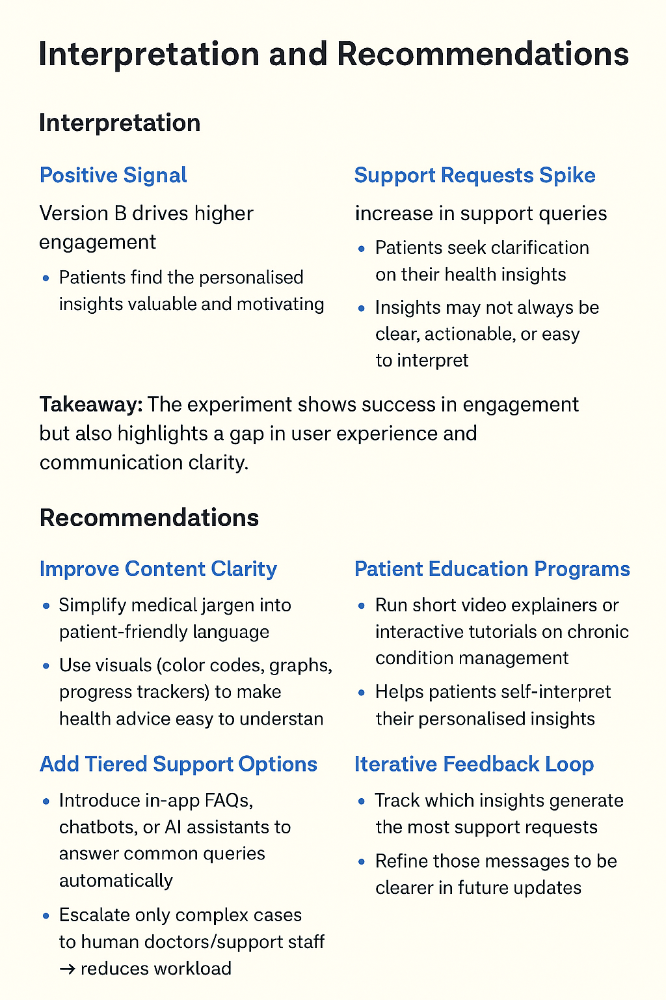 Interpretation and Recommendations
Interpretation
Positive Signal
Version B drives higher
engagement
• Patients find the personalised
insights valuable and motivating
Support Requests Spike
increase in support queries
• Patients seek clarification
on their health insights
• Insights may not always be
clear, actionable, or easy
to interpret
Takeaway: The experiment shows success in engagement
but also highlights a gap in user experience and
communication clarity.
Recommendations
Improve Content Clarity
• Simplify medical jargen into
patient-friendly language
• Use visuals (color codes, graphs,
progress trackers) to make
health advice easy to understan
Patient Education Programs
• Run short video explainers or
interactive tutorials on chronic
condition management
• Helps patients self-interpret
their personalised insights
Add Tiered Support Options
• Introduce in-app FAQs,
chatbots, or AI assistants to
answer common queries
automatically
• Escalate only complex cases
to human doctors/support staff
→ reduces workload
Iterative Feedback Loop
• Track which insights generate
the most support requests
• Refine those messages to be
clearer in future updates